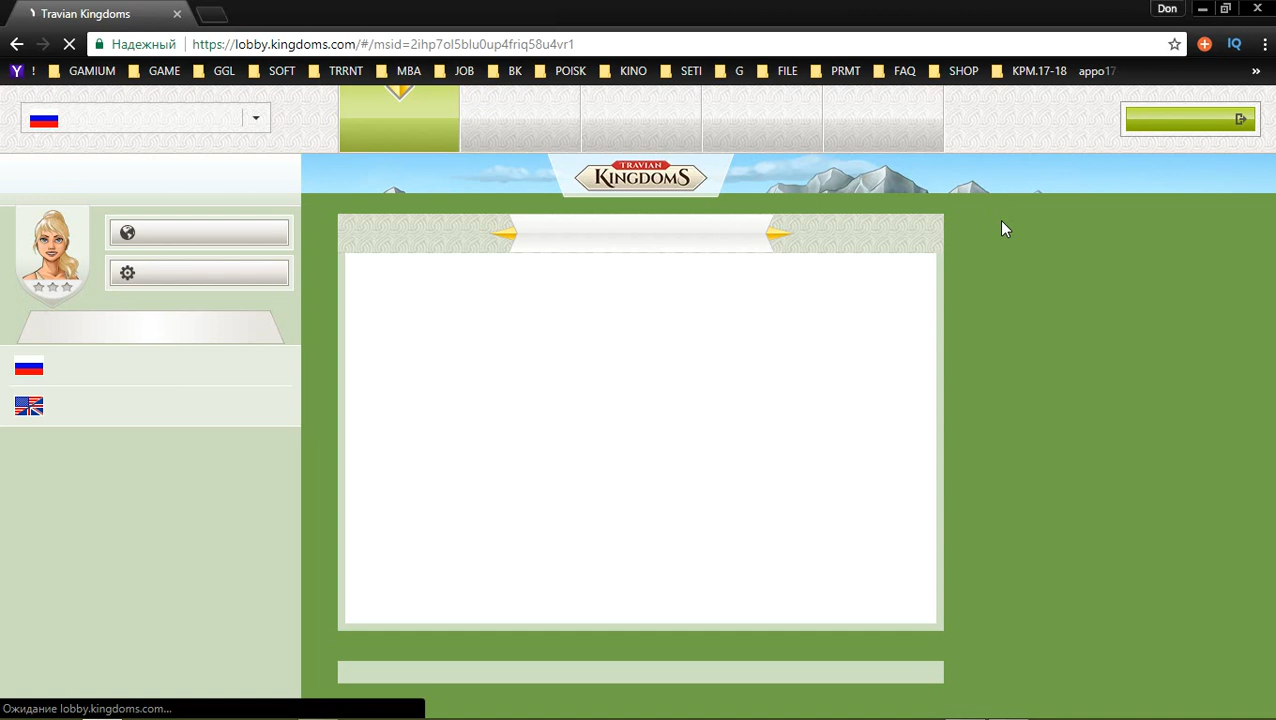 Travian Kingdoms
Don
Надежный
https://lobby.kingdoms.com/#/msid=2ihp7ol5blu0up4friq58u4vr1
IQ
Y ! GAMIUM GAME GGL SOFT TRRNT MBA JOB BK POISK KINO SETI G FILE PRMT FAQ SHOP KPM.17-18 appo17 »
TRAVIAN
KINGDOMS
Ожидание lobby.kingdoms.com...